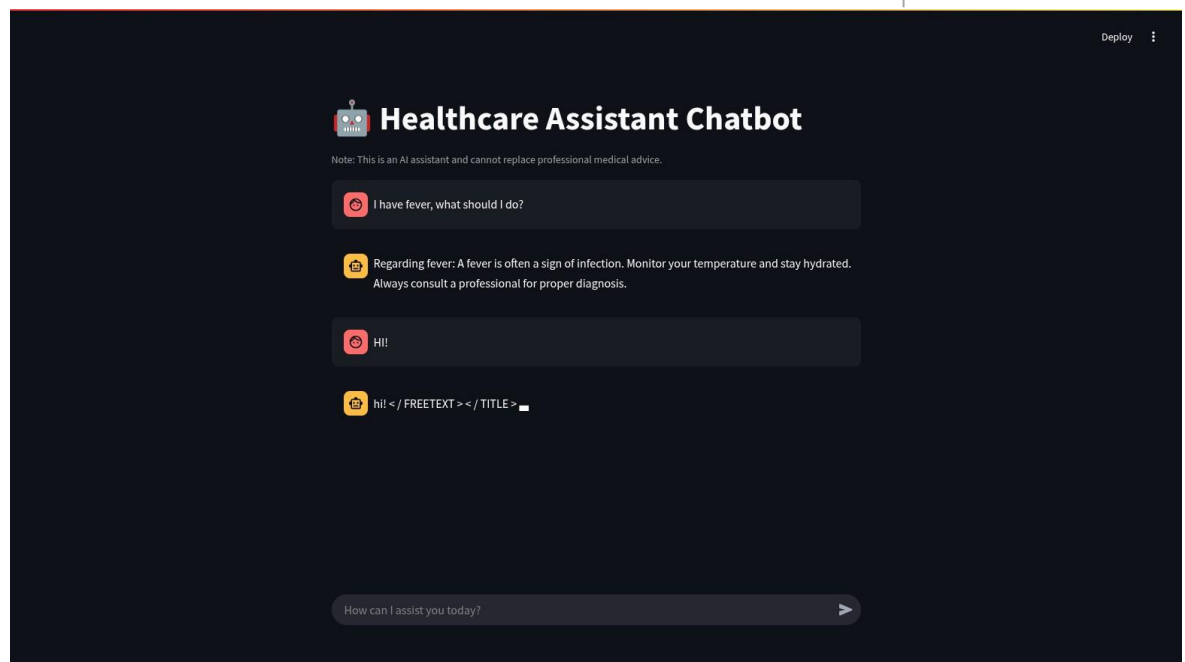 Deploy
Healthcare Assistant Chatbot
Note: This is an AI assistant and cannot replace professional medical advice.
I have fever, what should I do?
Regarding fever: A fever is often a sign of infection. Monitor your temperature and stay hydrated.
Always consult a professional for proper diagnosis.
HI!
hi! < / FREETEXT > < / TITLE >
How can I assist you today?